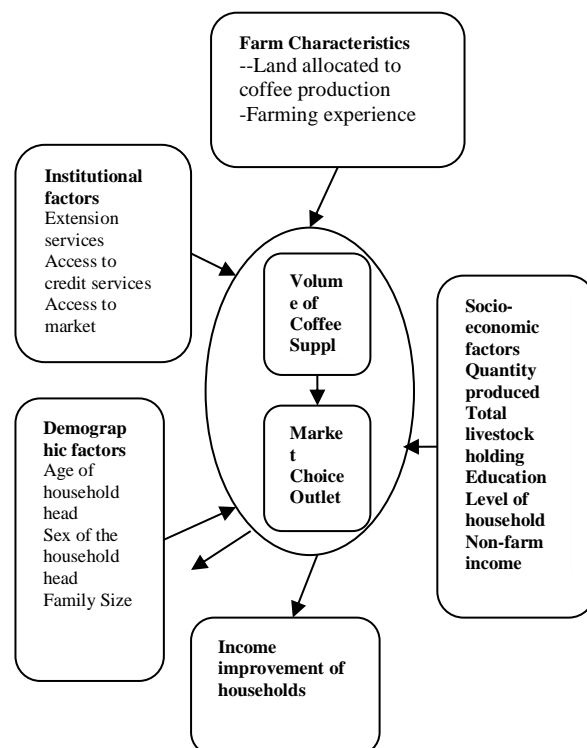 Farm Characteristics
--Land allocated to
coffee production
-Farming experience
Institutional
factors
Extension
services
Access to
credit services
Access to
market
Volum
e of
Coffee
Suppl
Marke
t
Choice
Outlet
Socio-
economic
factors
Quantity
produced
Total
livestock
holding
Education
Level of
household
Non-farm
income
Demograp
hic factors
Age of
household
head
Sex of the
household
head
Family Size
Income
improvement of
households